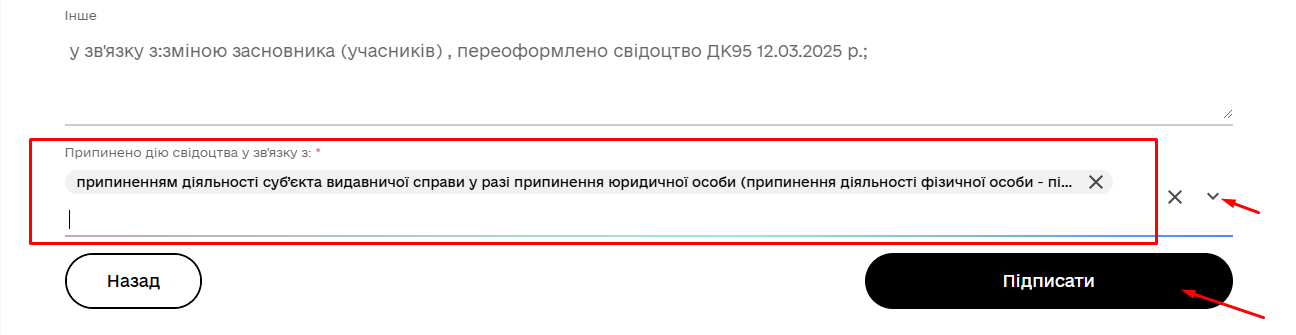 Інше
у зв'язку з:зміною засновника (учасників) , переоформлено свідоцтво ДК95 12.03.2025 р.;
Припинено дію свідоцтва у зв'язку з: *
припиненням діяльності суб’єкта видавничої справи у разі припинення юридичної особи (припинення діяльності фізичної особи - пі...
Назад
Підписати